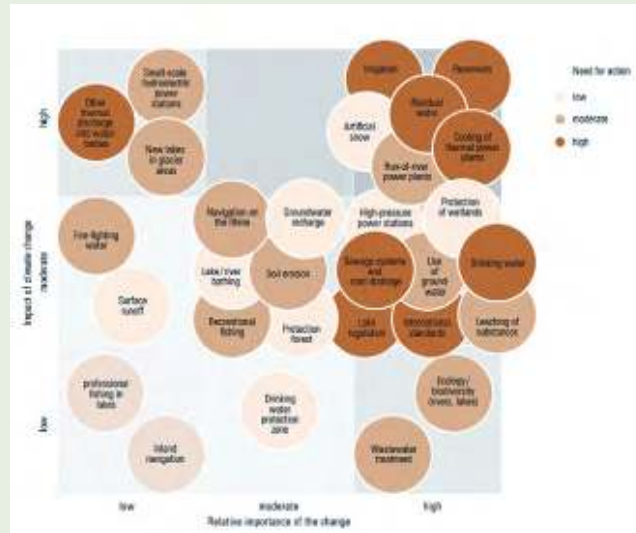 Need for action
low
moderate
high
Impact of climate change
high
moderate
low
Small-scale
hydroelectric
power
stations
Other
thermal
discharge
into water
bodies
New lakes
in glacier
areas
Irrigation
Reservoirs
Residual
water
Artificial
snow
Cooling of
thermal power
plants
Run-of-river
power plants
Fire-fighting
water
Surface
runoff
Navigation on
the Rhine
Groundwater
recharge
Lake/river
bathing
Soil erosion
Recreational
fishing
Protection
forest
High-pressure
power stations
Protection
of wetlands
Sewage systems
and road drainage
Use of
ground
water
Drinking water
Lake
regulation
International
standards
Leaching of
substances
professional
fishing in
lakes
Inland
navigation
Drinking
water
protection
zone
Ecology/
biodiversity
(rivers, lakes)
Wastewater
treatment
low
moderate
high
Relative importance of the change